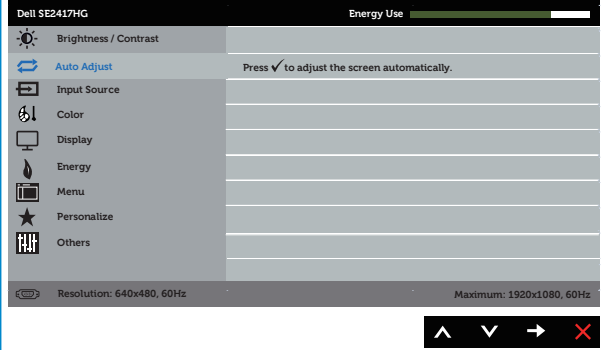 Dell SE2417HG
Energy Use
Brightness / Contrast
Auto Adjust
Press ✓ to adjust the screen automatically.
Input Source
Color
Display
Energy
Menu
Personalize
Others
Resolution: 640x480, 60Hz
Maximum: 1920x1080, 60Hz